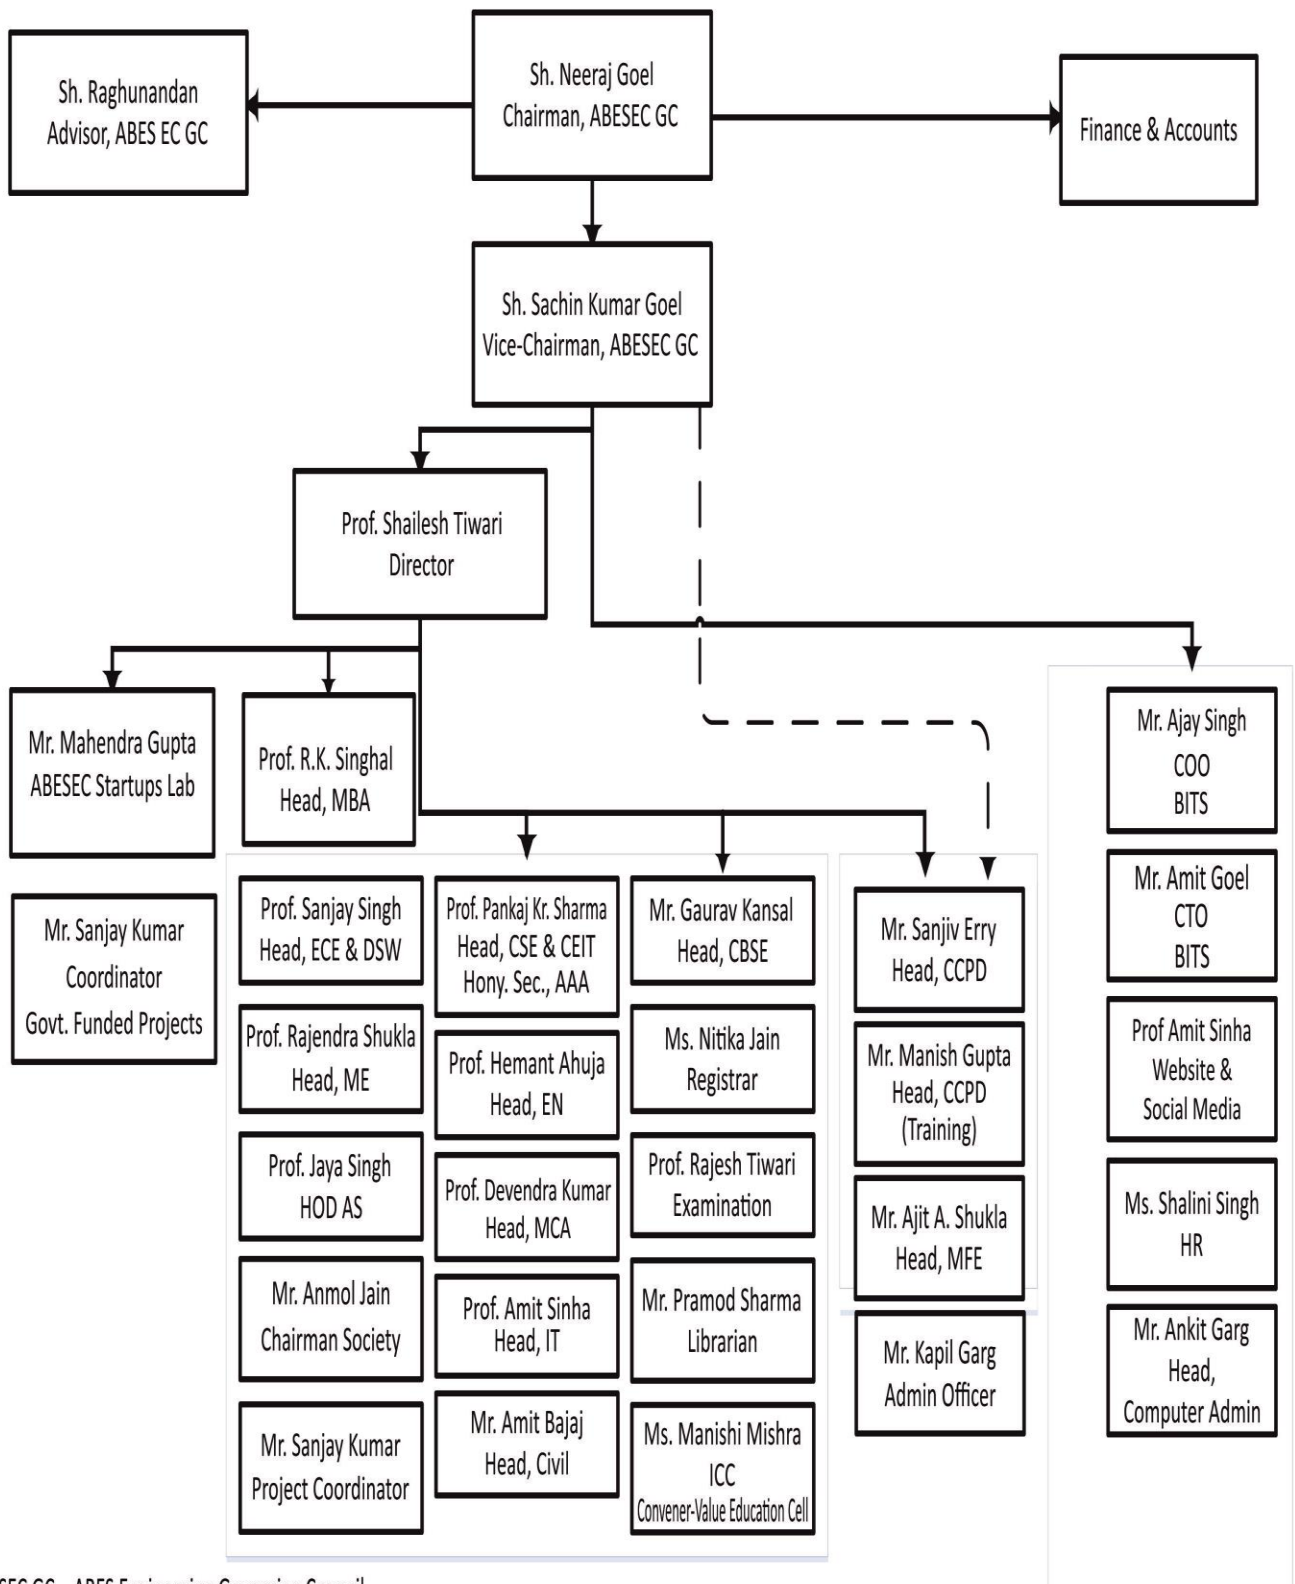 Sh. Raghunandan
Advisor, ABES EC GC
Sh. Neeraj Goel
Chairman, ABESEC GC
Finance & Accounts
Sh. Sachin Kumar Goel
Vice-Chairman, ABESEC GC
Prof. Shailesh Tiwari
Director
Mr. Mahendra Gupta
ABESEC Startups Lab
Prof. R.K. Singhal
Head, MBA
Mr. Sanjay Kumar
Coordinator
Govt. Funded Projects
Prof. Sanjay Singh
Head, ECE & DSW
Prof. Rajendra Shukla
Head, ME
Prof. Jaya Singh
HOD AS
Mr. Anmol Jain
Chairman Society
Mr. Sanjay Kumar
Project Coordinator
Prof. Pankaj Kr. Sharma
Head, CSE & CEIT
Hony. Sec., AAA
Prof. Hemant Ahuja
Head, EN
Prof. Devendra Kumar
Head, MCA
Prof. Amit Sinha
Head, IT
Mr. Amit Bajaj
Head, Civil
Mr. Gaurav Kansal
Head, CBSE
Ms. Nitika Jain
Registrar
Prof. Rajesh Tiwari
Examination
Mr. Pramod Sharma
Librarian
Ms. Manishi Mishra
ICC
Convener-Value Education Cell
Mr. Sanjiv Erry
Head, CCPD
Mr. Manish Gupta
Head, CCPD
(Training)
Mr. Ajit A. Shukla
Head, MFE
Mr. Kapil Garg
Admin Officer
Mr. Ajay Singh
COO
BITS
Mr. Amit Goel
CTO
BITS
Prof Amit Sinha
Website &
Social Media
Ms. Shalini Singh
HR
Mr. Ankit Garg
Head,
Computer Admin